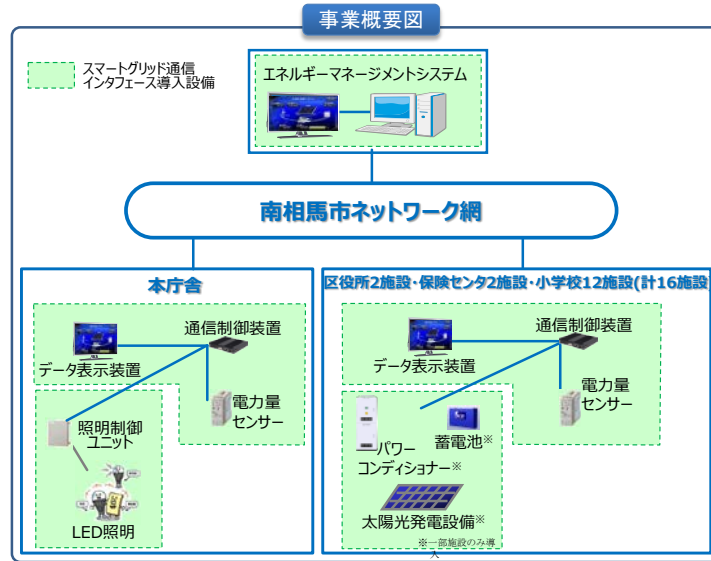 事業概要図
スマートグリッド通信
インタフェース導入設備
エネルギーマネージメントシステム
南相馬市ネットワーク網
本庁舎
通信制御装置
データ表示装置
電力量
センサー
照明制御
ユニット
LED照明
区役所2施設・保険センタ2施設・小学校12施設(計16施設
通信制御装置
データ表示装置
電力量
センサー
パワー
コンディショナー※
蓄電池※
太陽光発電設備※
※一部施設のみ導
入